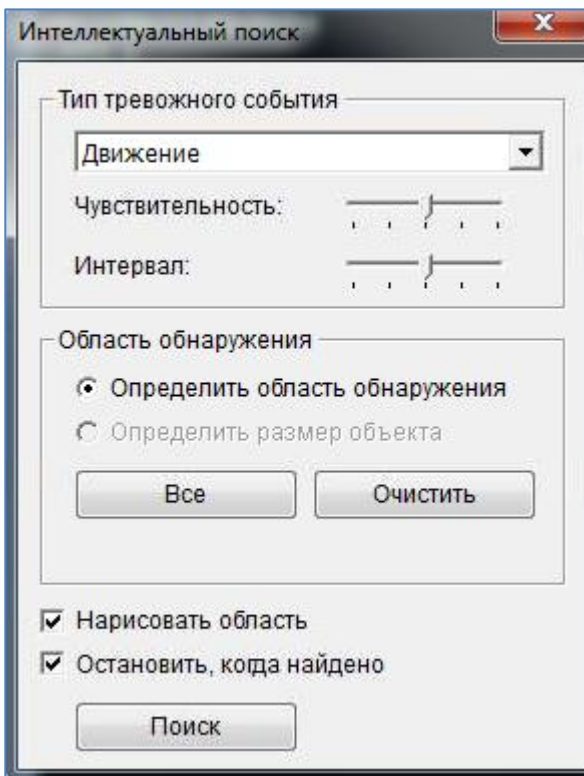 Интеллектуальный поиск
Тип тревожного события
Движение
Чувствительность:
Интервал:
Область обнаружения
Определить область обнаружения
Определить размер объекта
Все Очистить
Нарисовать область
Остановить, когда найдено
Поиск